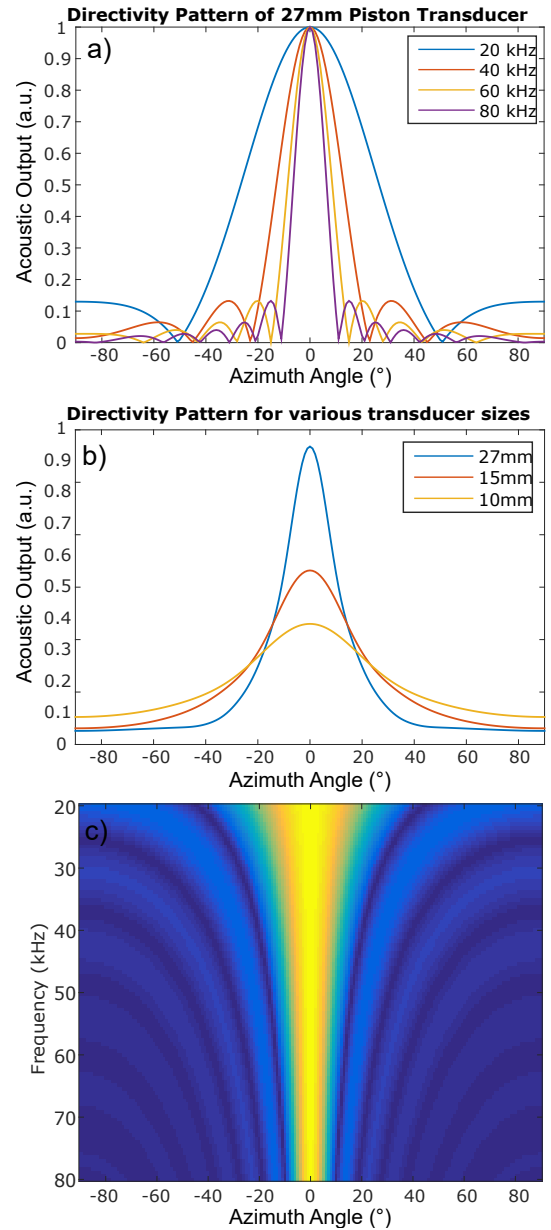 Directivity Pattern of 27mm Piston Transducer
a)
20 kHz
40 kHz
60 kHz
80 kHz
Acoustic Output (a.u.)
1
0.9
0.8
0.7
0.6
0.5
0.4
0.3
0.2
0.1
0
-80 -60 -40 -20 0 20 40 60 80
Azimuth Angle (°)
Directivity Pattern for various transducer sizes
b)
27mm
15mm
10mm
Acoustic Output (a.u.)
1
0.9
0.8
0.7
0.6
0.5
0.4
0.3
0.2
0.1
0
-80 -60 -40 -20 0 20 40 60 80
Azimuth Angle (°)
c)
Frequency (kHz)
20
30
40
50
60
70
80
-80 -60 -40 -20 0 20 40 60 80
Azimuth Angle (°)